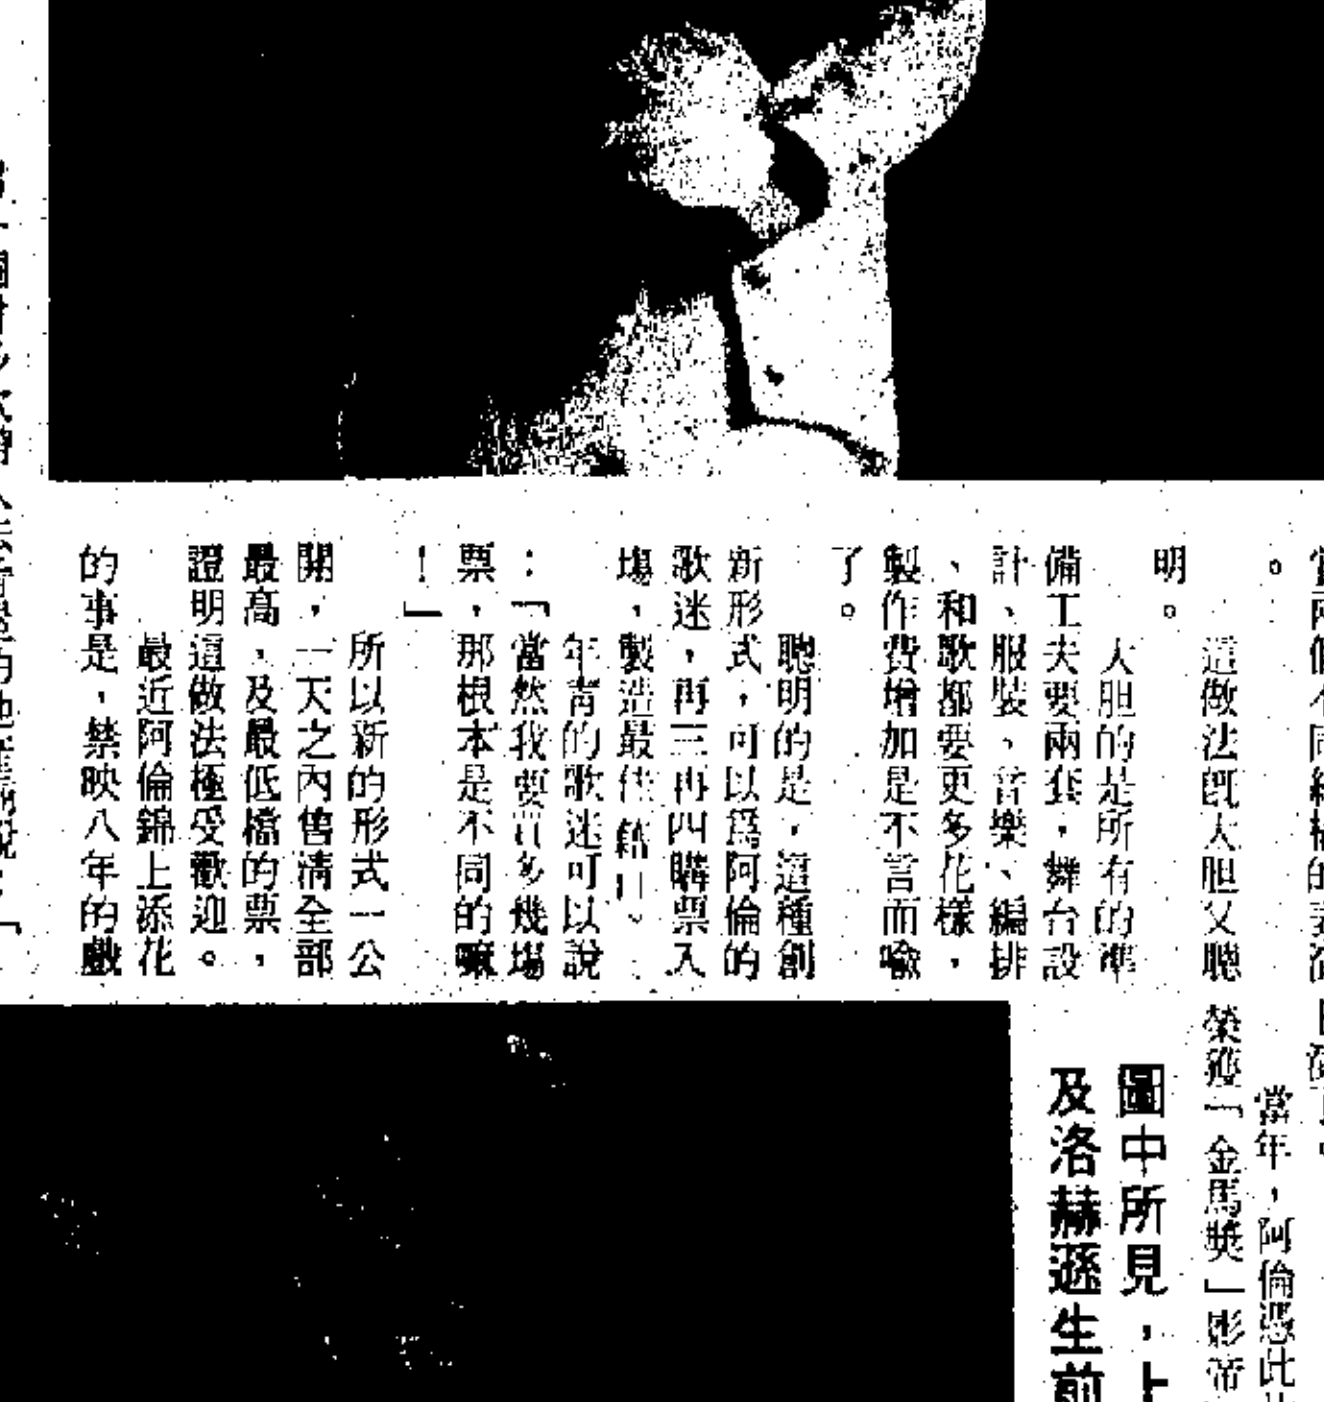 。
這做法既大胆又聰
明。
大胆的是所有的準
備工夫要兩套，舞台設
計、服裝、音樂、編排
、和歌都要更多花樣，
製作費增加是不言而喻
了。
聰明的是，這種創
新形式，可以爲阿倫的
歌迷，再三再四購票入
塲，製造最佳
年青的歌迷可以說
：「當然我要買多幾塲
票，那根本是不同的嘛
！」
所以新的形式一公
開，一天之內售清全部
最高，及最低檔的票，
證明這做法極受歡迎。
最近阿倫錦上添花
的事是，禁映八年的戲
當年，阿倫憑此
榮獲「金馬獎」影帝
圖中所見，上
及洛赫遜生前